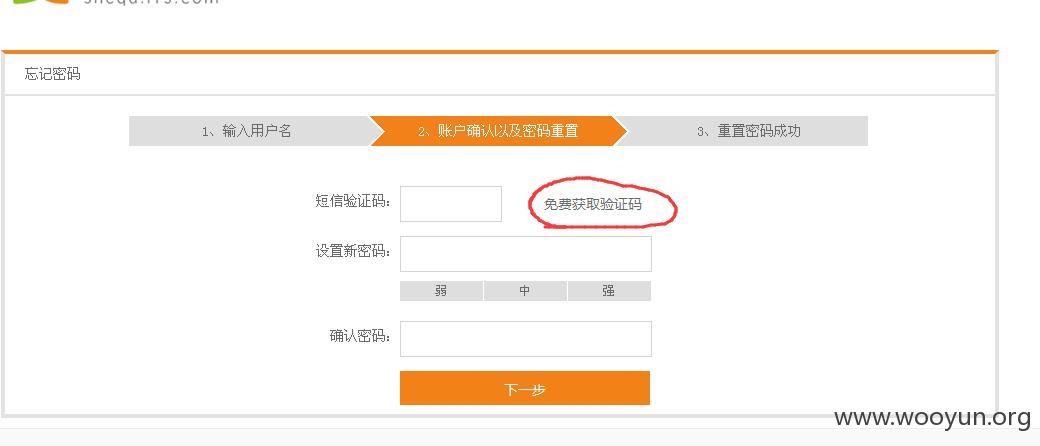 忘记密码
1、输入用户名
2、账户确认以及密码重置
3、重置密码成功
短信验证码:
免费获取验证码
设置新密码:
弱
中
强
确认密码:
下一步
www.wooyun.org